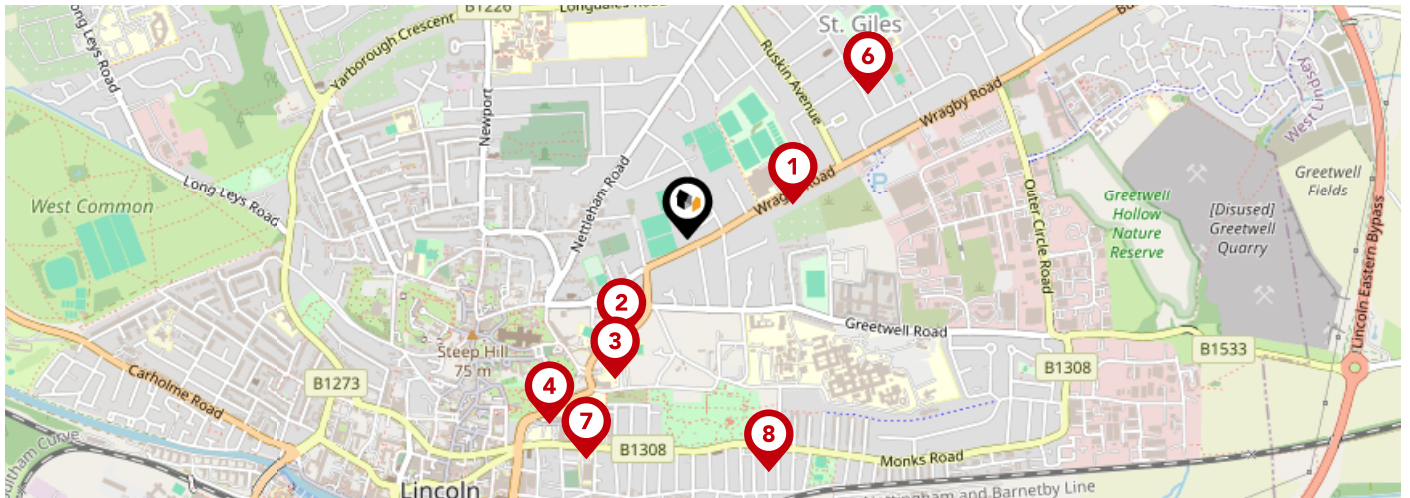 B1226
Longdales Road
St. Giles
6
Long Leys Road
Yarborough Crescent
Ruskin Avenue
Newport
Wragby Road
West Lindsey
1
Wragby Road
P
Long Leys Road
West Common
Nettleham Road
Outer Circle Road
Greetwell
Hollow
Nature
Reserve
[Disused]
Greetwell
Quarry
Greetwell
Fields
Lincoln Eastern Bypass
2
3
Greetwell Road
Steep Hill
75 m
B1533
B1308
B1273
Carholme Road
4
7
8
B1308
Monks Road
Lincoln
Nottingham and Barnetby Line
Curve